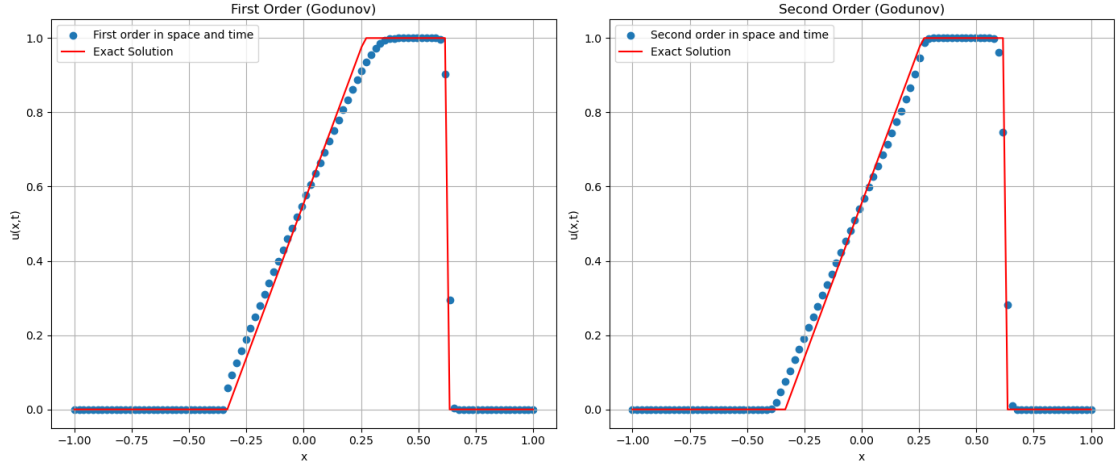 First Order (Godunov)
First order in space and time
Exact Solution
u(x,t)
1.0
0.8
0.6
0.4
0.2
0.0
−1.00 −0.75 −0.50 −0.25 0.00 0.25 0.50 0.75 1.00
x
Second Order (Godunov)
Second order in space and time
Exact Solution
u(x,t)
1.0
0.8
0.6
0.4
0.2
0.0
−1.00 −0.75 −0.50 −0.25 0.00 0.25 0.50 0.75 1.00
x